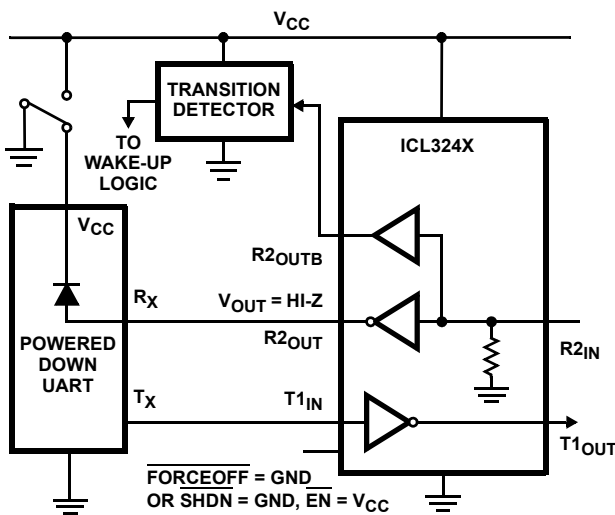 VCC
TRANSITION
DETECTOR
TO
WAKE-UP
LOGIC
ICL324X
VCC
R2OUTB
RX
VOUT = HI-Z
POWERED
DOWN
UART
R2OUT
R2IN
TX
T1IN
T1OUT
FORCEOFF = GND
OR SHDN = GND, EN = VCC